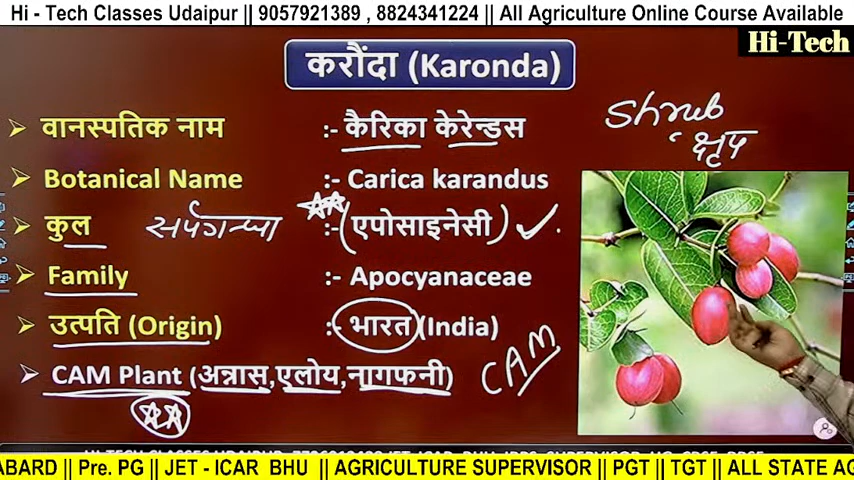 Hi - Tech Classes Udaipur || 9057921389 , 8824341224 || All Agriculture Online Course Available
Hi-Tech
करौंदा (Karonda)
Shrub
क्षुप
➢ वानस्पतिक नाम :- कैरिका केरेन्डस
➢ Botanical Name :- Carica karandus
➢ कुल सर्पगन्धा :- (एपोसाइनेसी)
➢ Family :- Apocyanaceae
➢ उत्पति (Origin) :- भारत (India)
➢ CAM Plant (अन्नास,एलोय,नागफनी)
CAM
ABARD || Pre. PG || JET - ICAR BHU || AGRICULTURE SUPERVISOR || PGT || TGT || ALL STATE AG